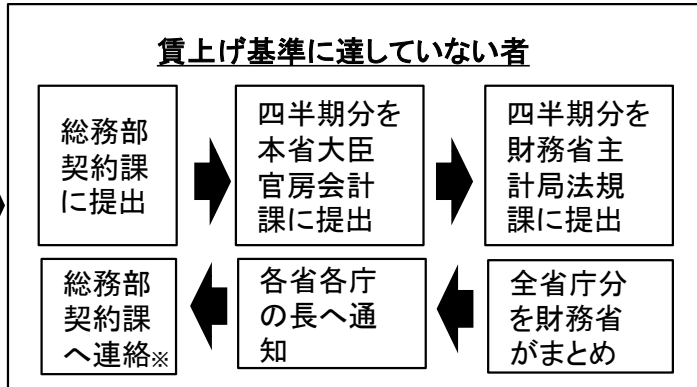 賃上げ基準に達していない者
総務部
契約課
に提出
四半期分を
本省大臣
官房会計
課に提出
四半期分を
財務省主
計局法規
課に提出
総務部
契約課
へ連絡※
各省各庁
の長へ通
知
全省庁分
を財務省
がまとめ